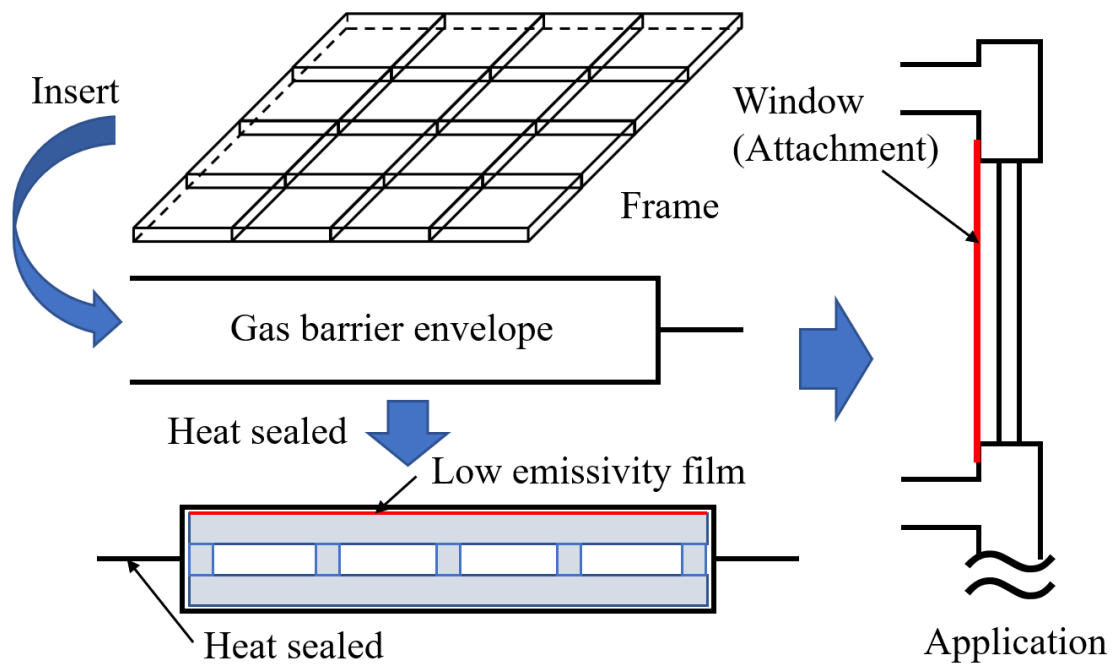 Insert
Window
(Attachment)
Frame
Gas barrier envelope
Heat sealed
Low emissivity film
Heat sealed
Application